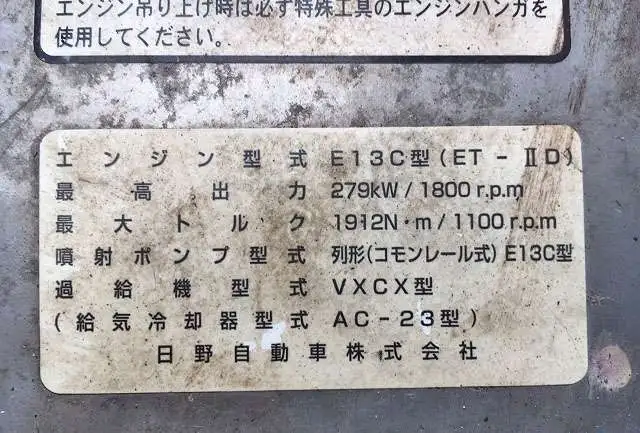 エンジン吊り上げ時は必ず特殊工具のエンジンハンガを
使用してください。
エンジン型式 E13C型(ET-ⅡD)
最高出力 279kW/1800r.p.m
最大トルク 1912N·m/1100r.p.m
噴射ポンプ型式 列形(コモンレール式)E13C型
過給機型式 VXCX型
(給気冷却器型式 AC-23型)
日野自動車株式会社